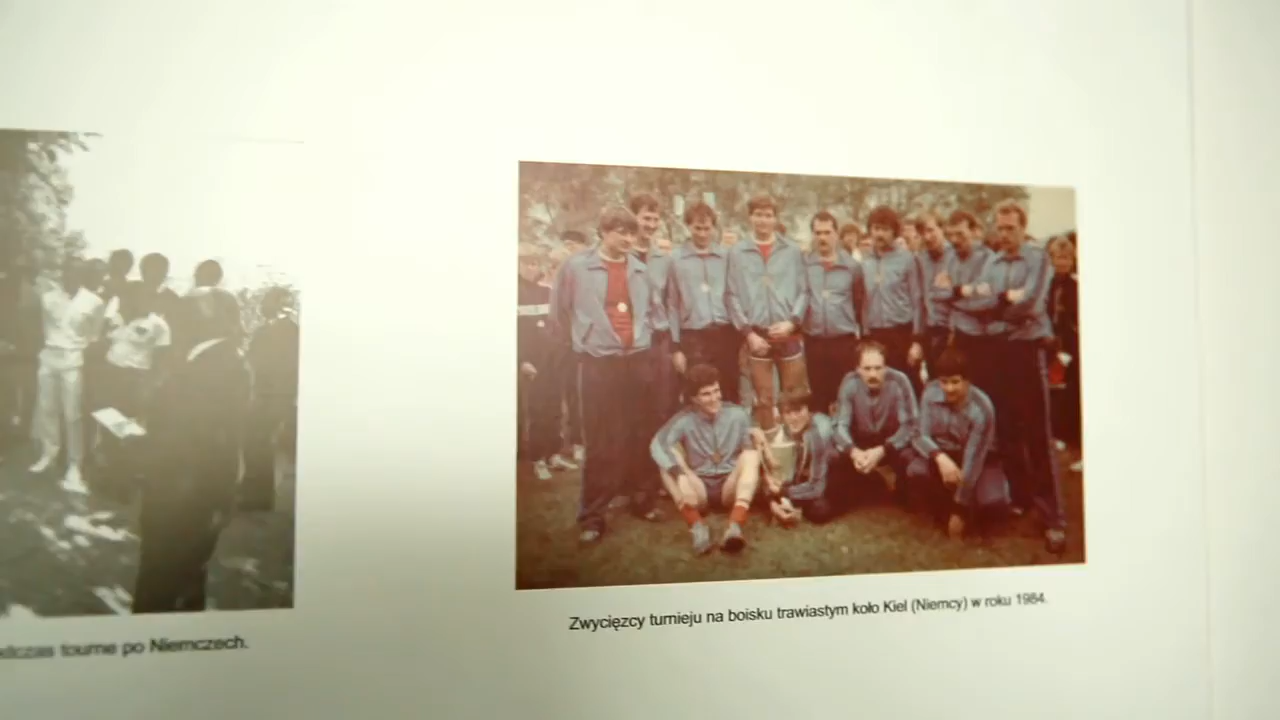 podczas tourne po Niemczech.
Zwycięzcy turnieju na boisku trawiastym koło Kiel (Niemcy) w roku 1984.